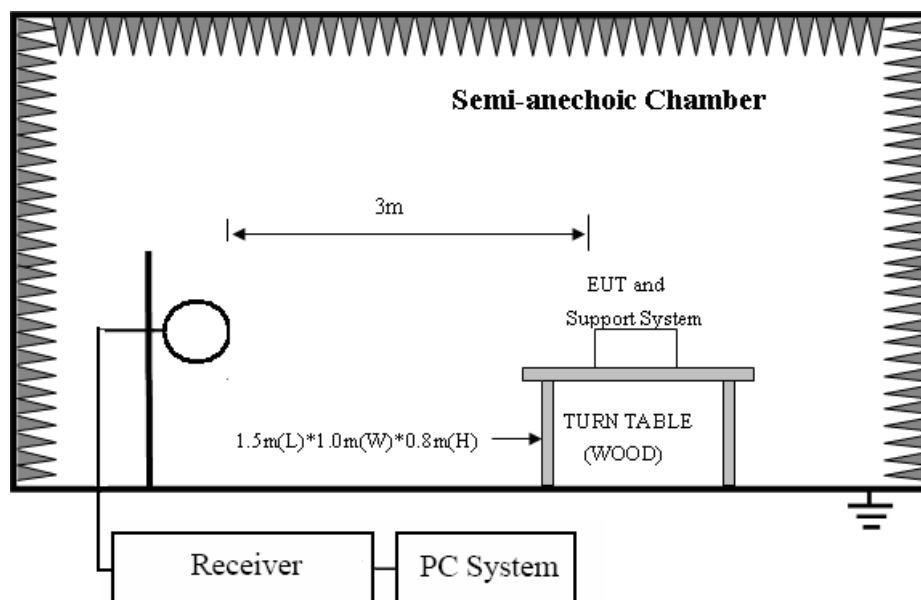 Semi-anechoic Chamber
3m
EUT and
Support System
1.5m(L)*1.0m(W)*0.8m(H)
TURN TABLE
(WOOD)
Receiver
PC System